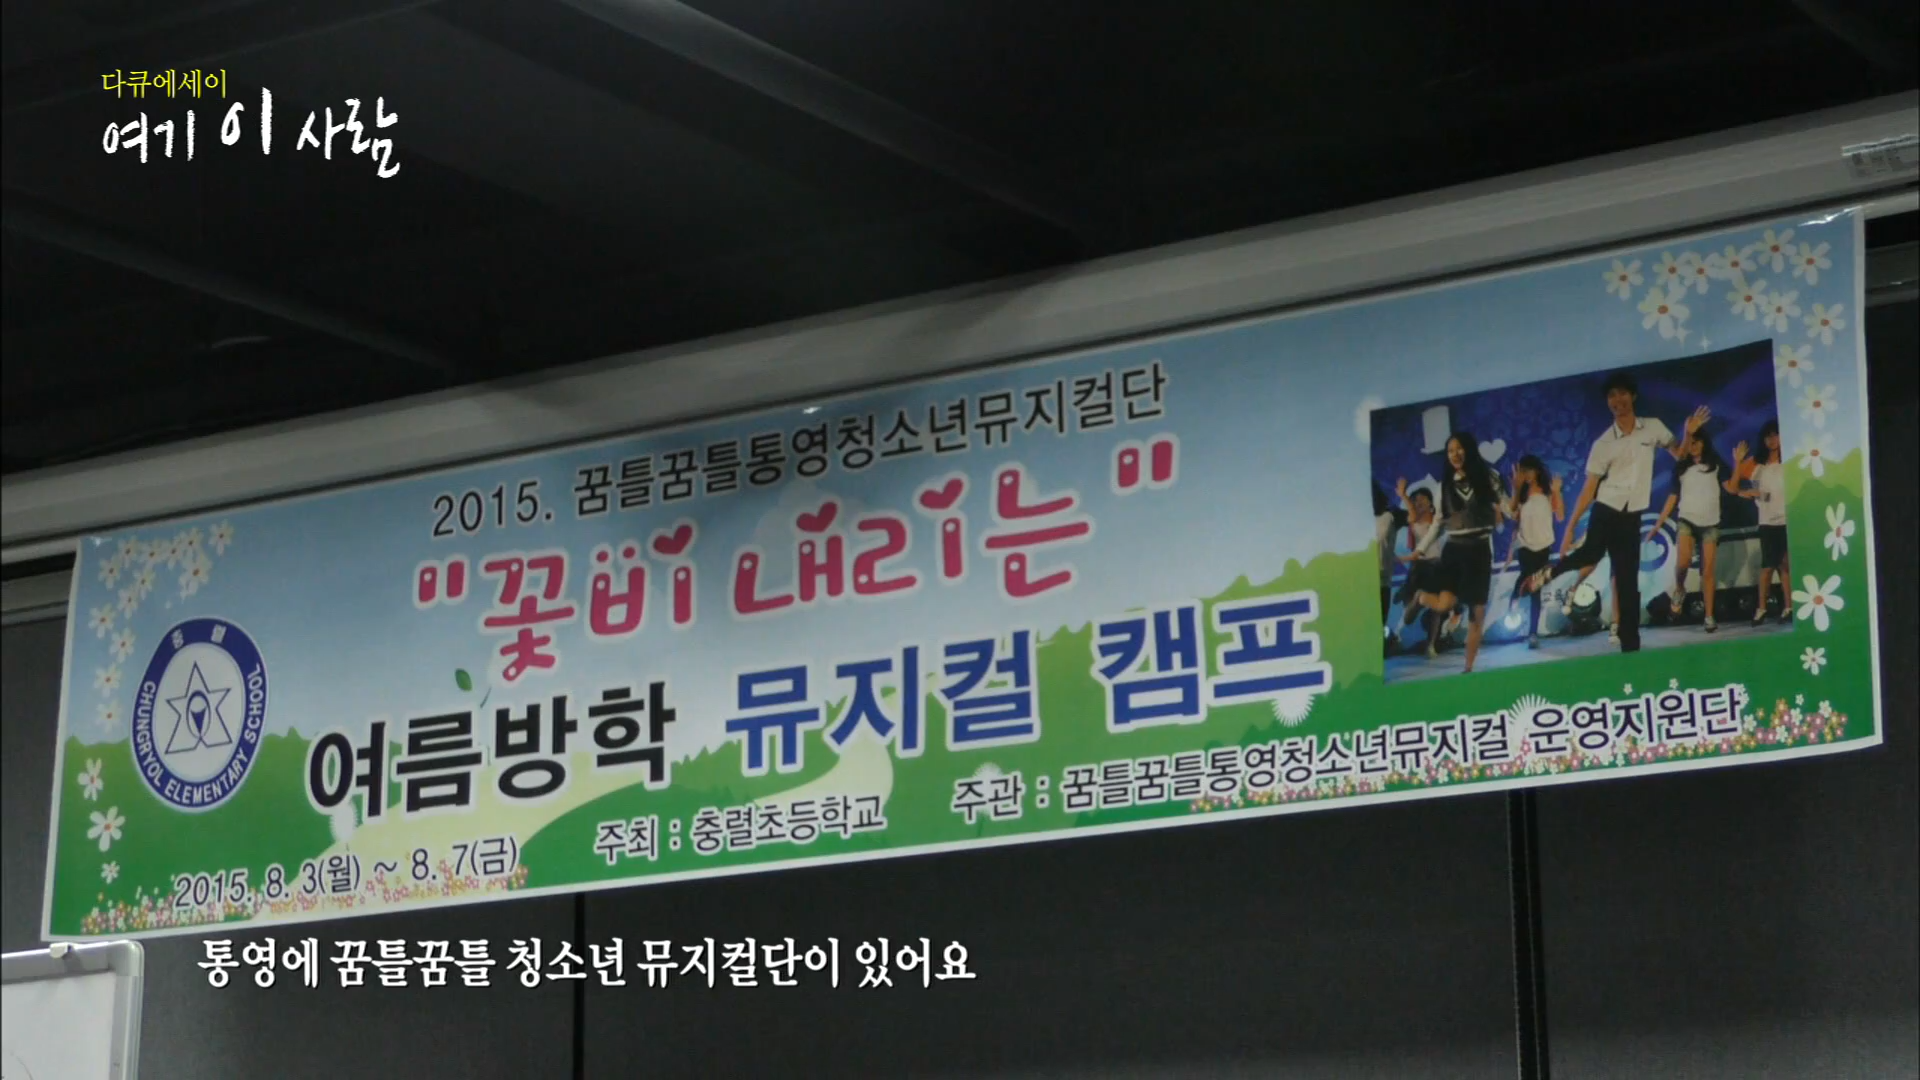 다큐에세이
여기 이 사람
2015. 꿈틀꿈틀통영청소년뮤지컬단
"꽃비 내리는"
여름방학 뮤지컬 캠프
충렬
CHUNGRYOL ELEMENTARY SCHOOL
2015. 8. 3(월) ~ 8. 7(금)
주최 : 충렬초등학교
주관 : 꿈틀꿈틀통영청소년뮤지컬 운영지원단
통영에 꿈틀꿈틀 청소년 뮤지컬단이 있어요